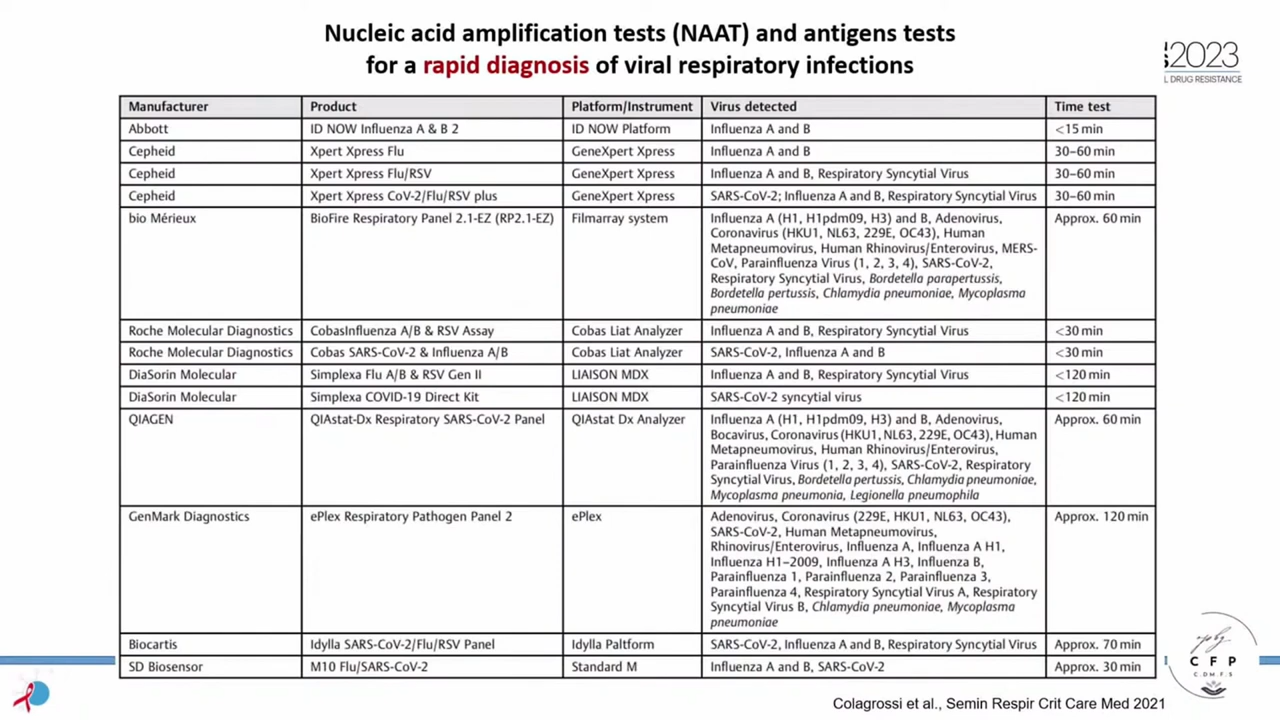 Nucleic acid amplification tests (NAAT) and antigens tests
for a rapid diagnosis of viral respiratory infections
2023
L DRUG RESISTANCE
Manufacturer Product Platform/Instrument Virus detected Time test
Abbott ID NOW Influenza A & B 2 ID NOW Platform Influenza A and B <15 min
Cepheid Xpert Xpress Flu GeneXpert Xpress Influenza A and B 30–60 min
Cepheid Xpert Xpress Flu/RSV GeneXpert Xpress Influenza A and B, Respiratory Syncytial Virus 30–60 min
Cepheid Xpert Xpress CoV-2/Flu/RSV plus GeneXpert Xpress SARS-CoV-2; Influenza A and B, Respiratory Syncytial Virus 30–60 min
bio Mérieux BioFire Respiratory Panel 2.1-EZ (RP2.1-EZ) Filmarray system Influenza A (H1, H1pdm09, H3) and B, Adenovirus, Approx. 60 min
Coronavirus (HKU1, NL63, 229E, OC43), Human
Metapneumovirus, Human Rhinovirus/Enterovirus, MERS-
CoV, Parainfluenza Virus (1, 2, 3, 4), SARS-CoV-2,
Respiratory Syncytial Virus, Bordetella parapertussis,
Bordetella pertussis, Chlamydia pneumoniae, Mycoplasma
pneumoniae
Roche Molecular Diagnostics CobasInfluenza A/B & RSV Assay Cobas Liat Analyzer Influenza A and B, Respiratory Syncytial Virus <30 min
Roche Molecular Diagnostics Cobas SARS-CoV-2 & Influenza A/B Cobas Liat Analyzer SARS-CoV-2, Influenza A and B <30 min
DiaSorin Molecular Simplexa Flu A/B & RSV Gen II LIAISON MDX Influenza A and B, Respiratory Syncytial Virus <120 min
DiaSorin Molecular Simplexa COVID-19 Direct Kit LIAISON MDX SARS-CoV-2 syncytial virus <120 min
QIAGEN QIAstat-Dx Respiratory SARS-CoV-2 Panel QIAstat Dx Analyzer Influenza A (H1, H1pdm09, H3) and B, Adenovirus, Approx. 60 min
Bocavirus, Coronavirus (HKU1, NL63, 229E, OC43), Human
Metapneumovirus, Human Rhinovirus/Enterovirus,
Parainfluenza Virus (1, 2, 3, 4), SARS-CoV-2, Respiratory
Syncytial Virus, Bordetella pertussis, Chlamydia pneumoniae,
Mycoplasma pneumonia, Legionella pneumophila
GenMark Diagnostics ePlex Respiratory Pathogen Panel 2 ePlex Adenovirus, Coronavirus (229E, HKU1, NL63, OC43), Approx. 120 min
SARS-CoV-2, Human Metapneumovirus,
Rhinovirus/Enterovirus, Influenza A, Influenza A H1,
Influenza H1–2009, Influenza A H3, Influenza B,
Parainfluenza 1, Parainfluenza 2, Parainfluenza 3,
Parainfluenza 4, Respiratory Syncytial Virus A, Respiratory
Syncytial Virus B, Chlamydia pneumoniae, Mycoplasma
pneumoniae
Biocartis Idylla SARS-CoV-2/Flu/RSV Panel Idylla Paltform SARS-CoV-2, Influenza A and B, Respiratory Syncytial Virus Approx. 70 min
SD Biosensor M10 Flu/SARS-CoV-2 Standard M Influenza A and B, SARS-CoV-2 Approx. 30 min
C F P
C.D.M.F.S
Colagrossi et al., Semin Respir Crit Care Med 2021